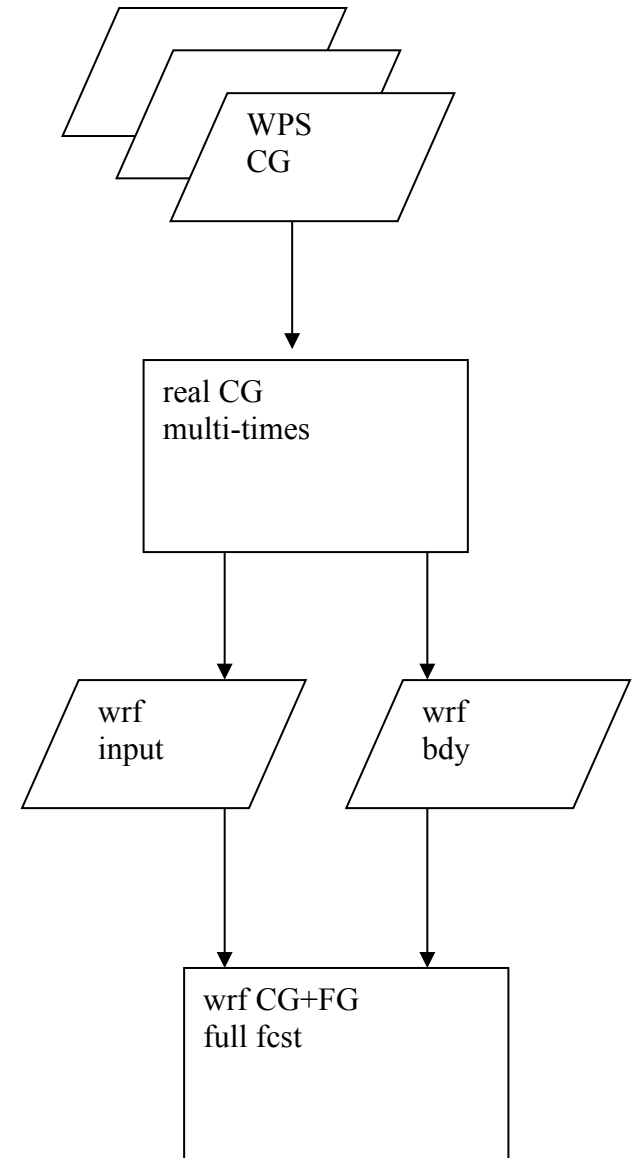 WPS
CG
real CG
multi-times
wrf
input
wrf
bdy
wrf CG+FG
full fcst